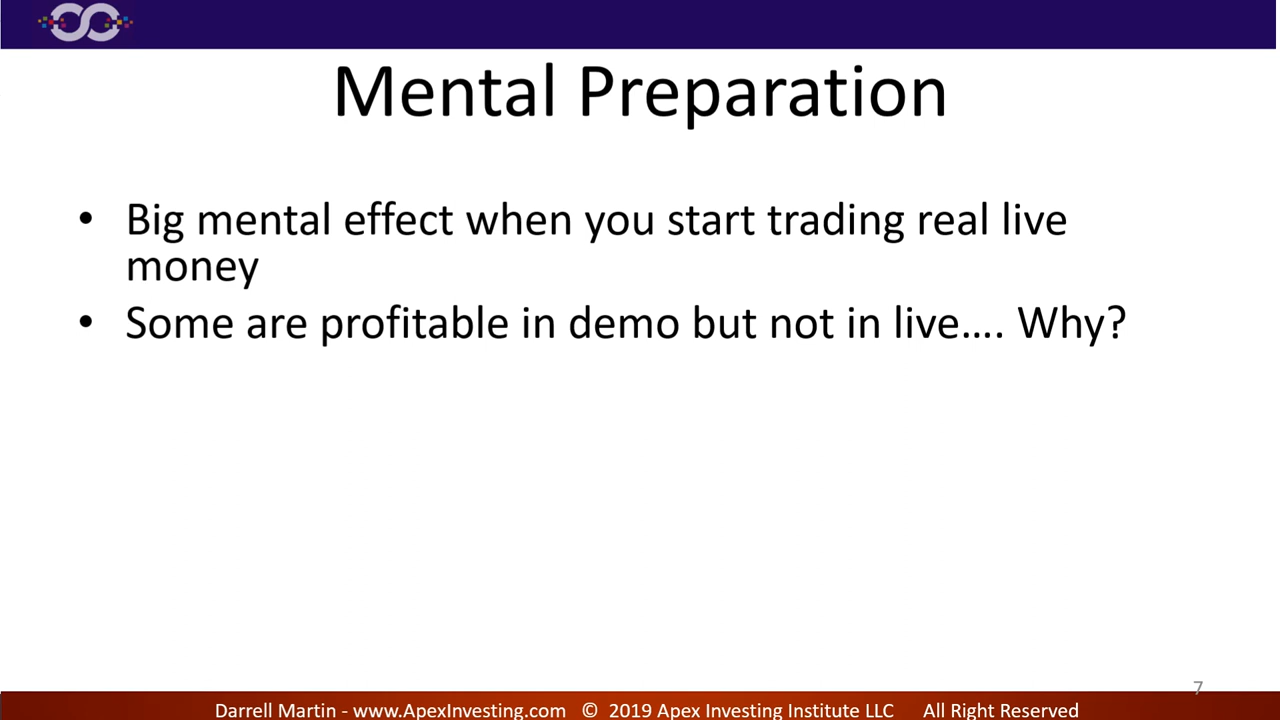 Mental Preparation
• Big mental effect when you start trading real live
money
• Some are profitable in demo but not in live.... Why?
7
Darrell Martin - www.ApexInvesting.com © 2019 Apex Investing Institute LLC All Right Reserved